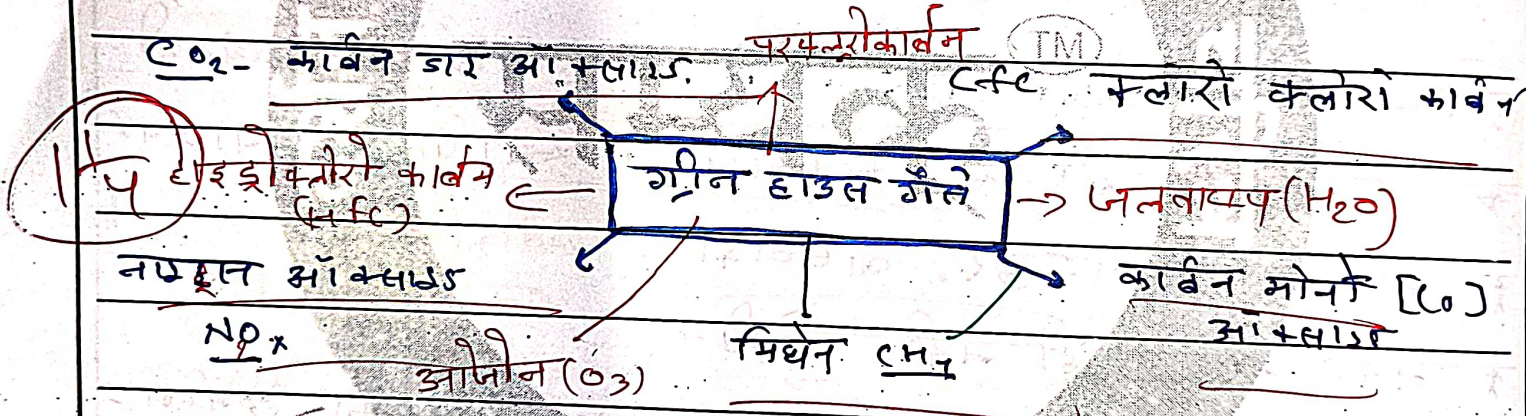 परफ्लूरोकार्बन TM
CO2- कार्बन डाइ ऑक्साइड. Cfc क्लोरो क्लोरो कार्बन
हाइड्रोक्लोरो कार्बन ग्रीन हाउस गैसे → जलवाष्प (H2O)
(Hfc)
नाइट्रस ऑक्साइड कार्बन मोनो [CO]
ऑक्साइड
NOx मिथेन CH4
ओजोन (O3)